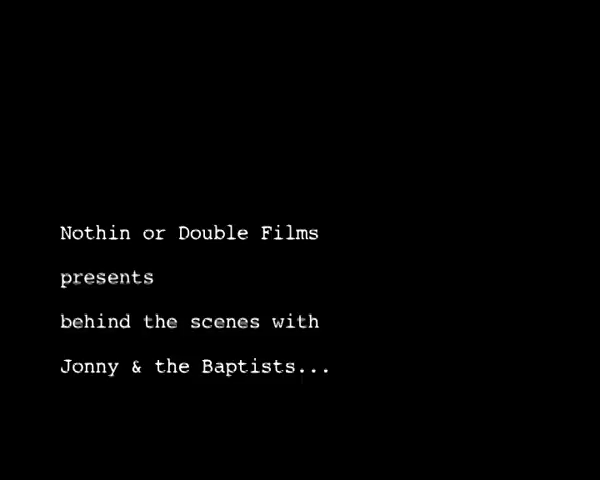 Nothin or Double Films
presents
behind the scenes with
Jonny & the Baptists...